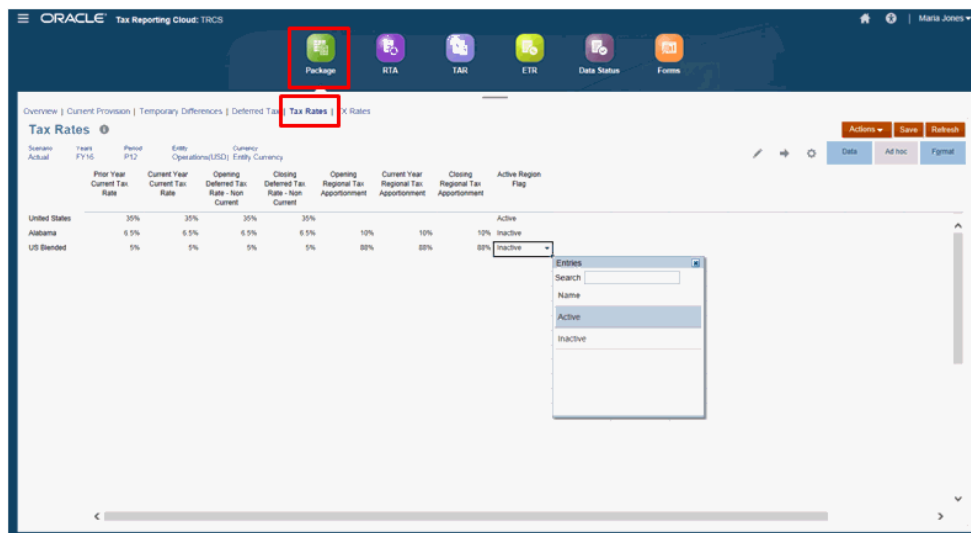 ORACLE Tax Reporting Cloud: TRCS
Maria Jones
Package RTA TAR ETR Data Status Forms
Overview | Current Provision | Temporary Differences | Deferred Tax | Tax Rates | FX Rates
Tax Rates
Actions Save Refresh
Scenario Years Period Entity Currency
Actual FY16 P12 Operations(USD) Entity Currency
Data Ad hoc Format
Prior Year Current Year Opening Closing Opening Current Year Closing Active Region
Current Tax Current Tax Deferred Tax Deferred Tax Regional Tax Regional Tax Regional Tax Flag
Rate Rate Rate - Non Rate - Non Apportionment Apportionment Apportionment
Current Current
United States 35% 35% 35% 35% Active
Alabama 6.5% 6.5% 6.5% 6.5% 10% 10% 10% Inactive
US Blended 5% 5% 5% 5% 88% 88% 88% Inactive
Entries
Search
Name
Active
Inactive